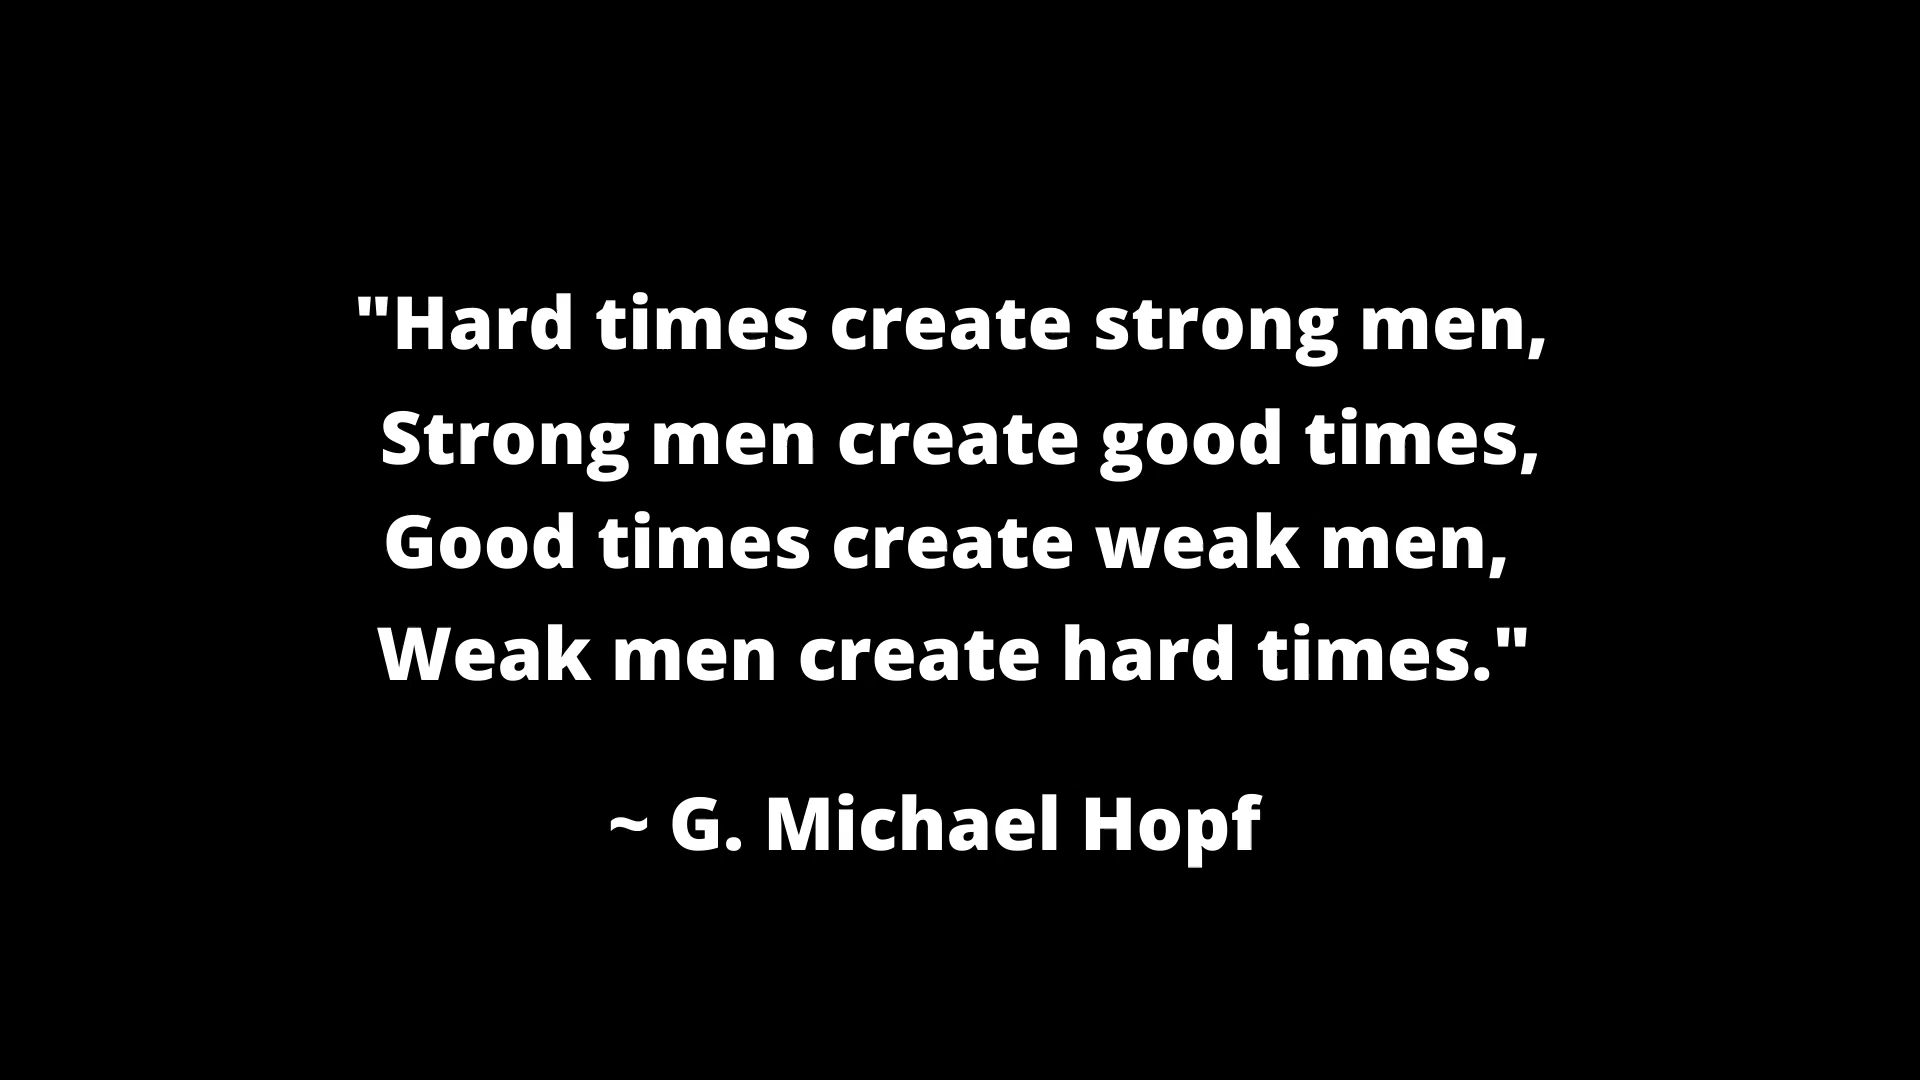 "Hard times create strong men,
Strong men create good times,
Good times create weak men,
Weak men create hard times."
~ G. Michael Hopf